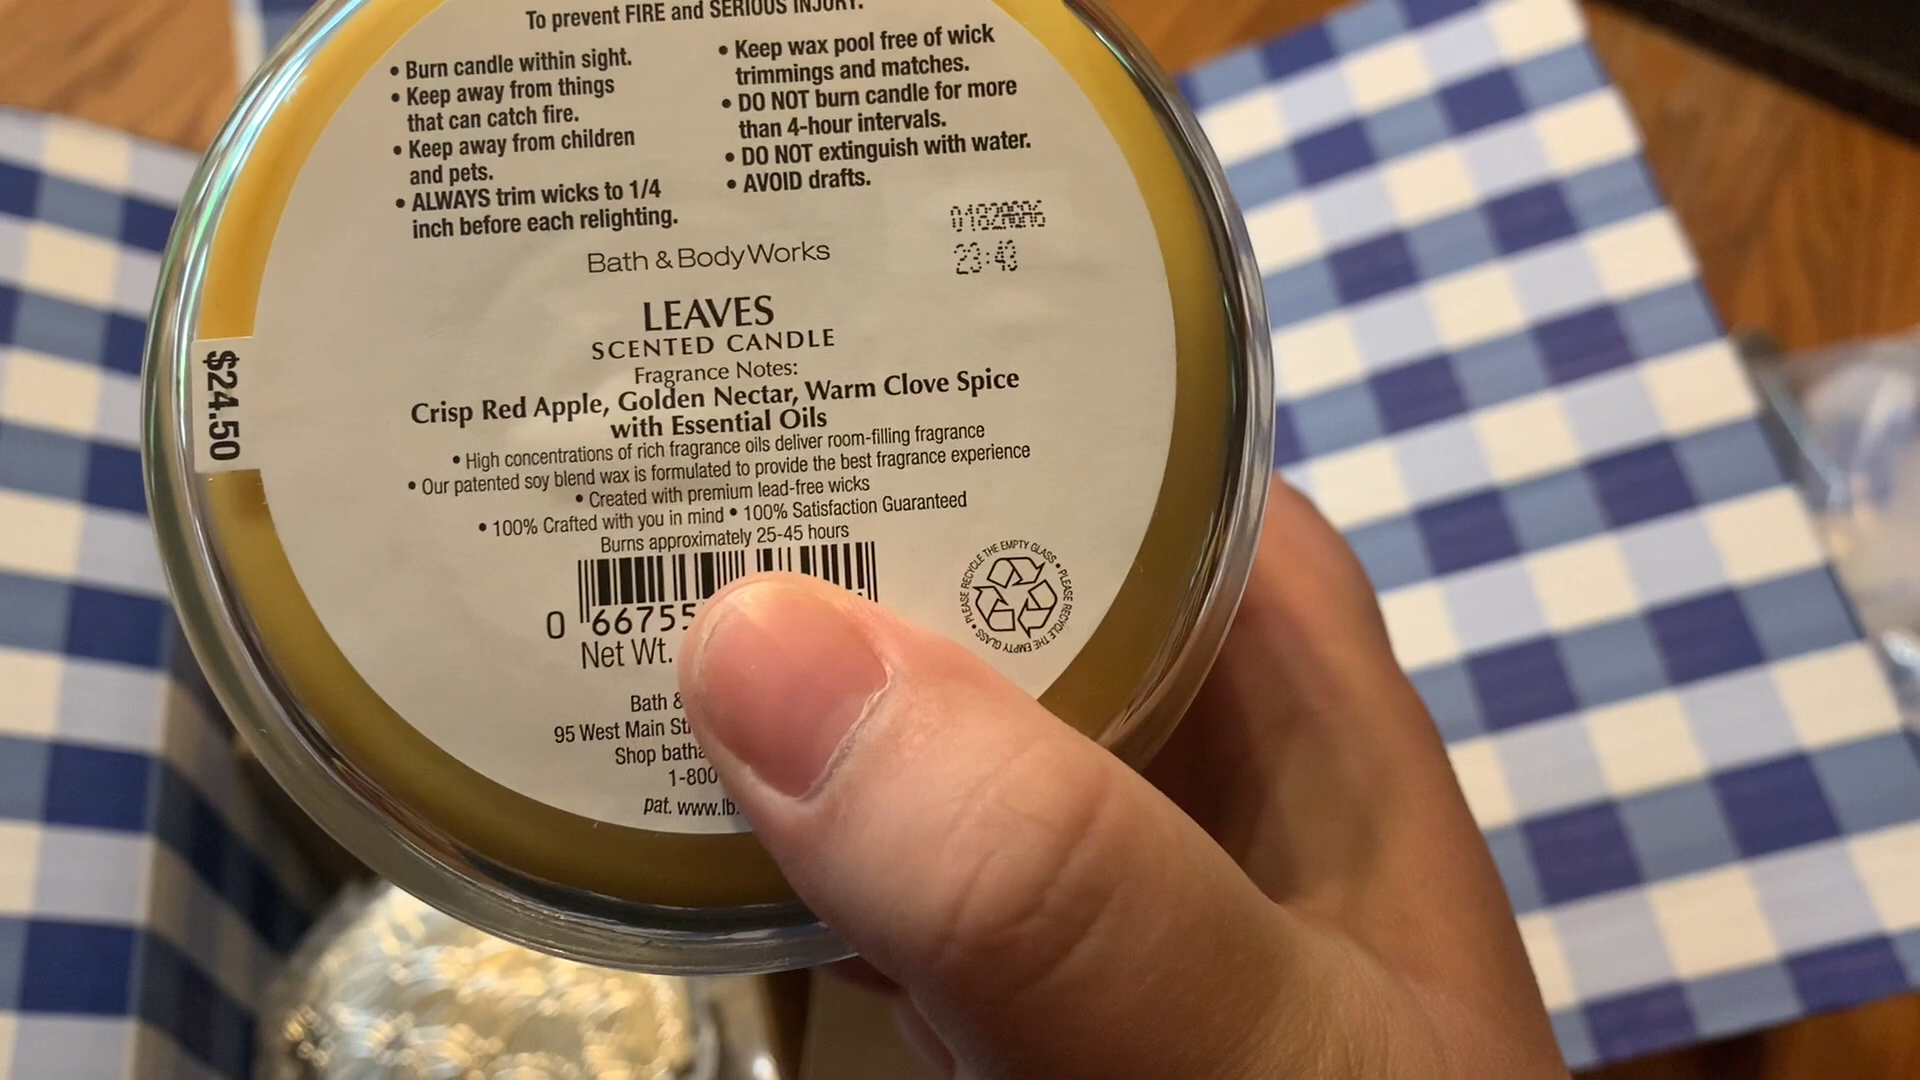 To prevent FIRE and SERIOUS INJURY:
• Burn candle within sight.
• Keep away from things
that can catch fire.
• Keep away from children
and pets.
• ALWAYS trim wicks to 1/4
inch before each relighting.
• Keep wax pool free of wick
trimmings and matches.
• DO NOT burn candle for more
than 4-hour intervals.
• DO NOT extinguish with water.
• AVOID drafts.
23:43
Bath & Body Works
LEAVES
SCENTED CANDLE
Fragrance Notes:
Crisp Red Apple, Golden Nectar, Warm Clove Spice
with Essential Oils
• High concentrations of rich fragrance oils deliver room-filling fragrance
• Our patented soy blend wax is formulated to provide the best fragrance experience
• Created with premium lead-free wicks
• 100% Crafted with you in mind • 100% Satisfaction Guaranteed
Burns approximately 25-45 hours
0 66755
Net Wt.
Bath &
95 West Main
Shop
1-800
pat. www.lb.
$24.50
PLEASE RECYCLE THE EMPTY GLASS • PLEASE RECYCLE THE EMPTY GLASS •